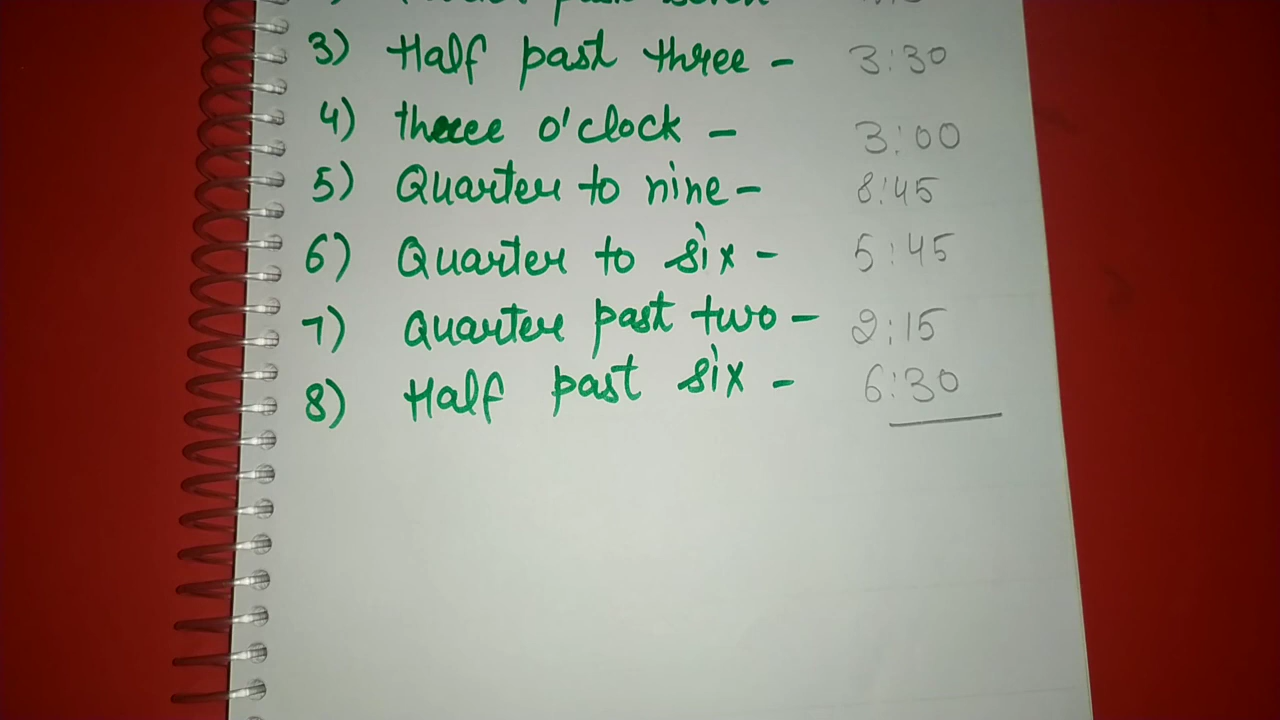 3) Half past three - 3:30
4) three o'clock - 3:00
5) Quarter to nine - 8:45
6) Quarter to six - 5:45
7) Quarter past two - 2:15
8) Half past six - 6:30